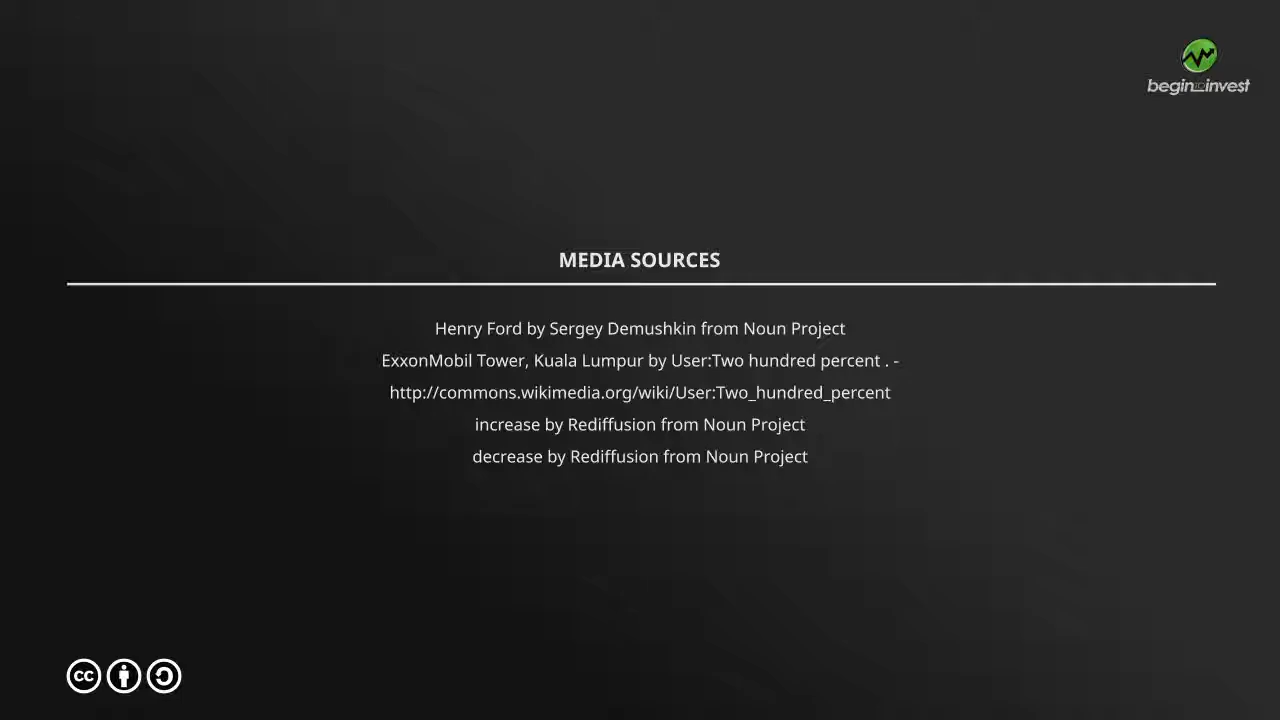 begin to invest
MEDIA SOURCES
Henry Ford by Sergey Demushkin from Noun Project
ExxonMobil Tower, Kuala Lumpur by User:Two hundred percent . -
http://commons.wikimedia.org/wiki/User:Two_hundred_percent
increase by Rediffusion from Noun Project
decrease by Rediffusion from Noun Project
cc